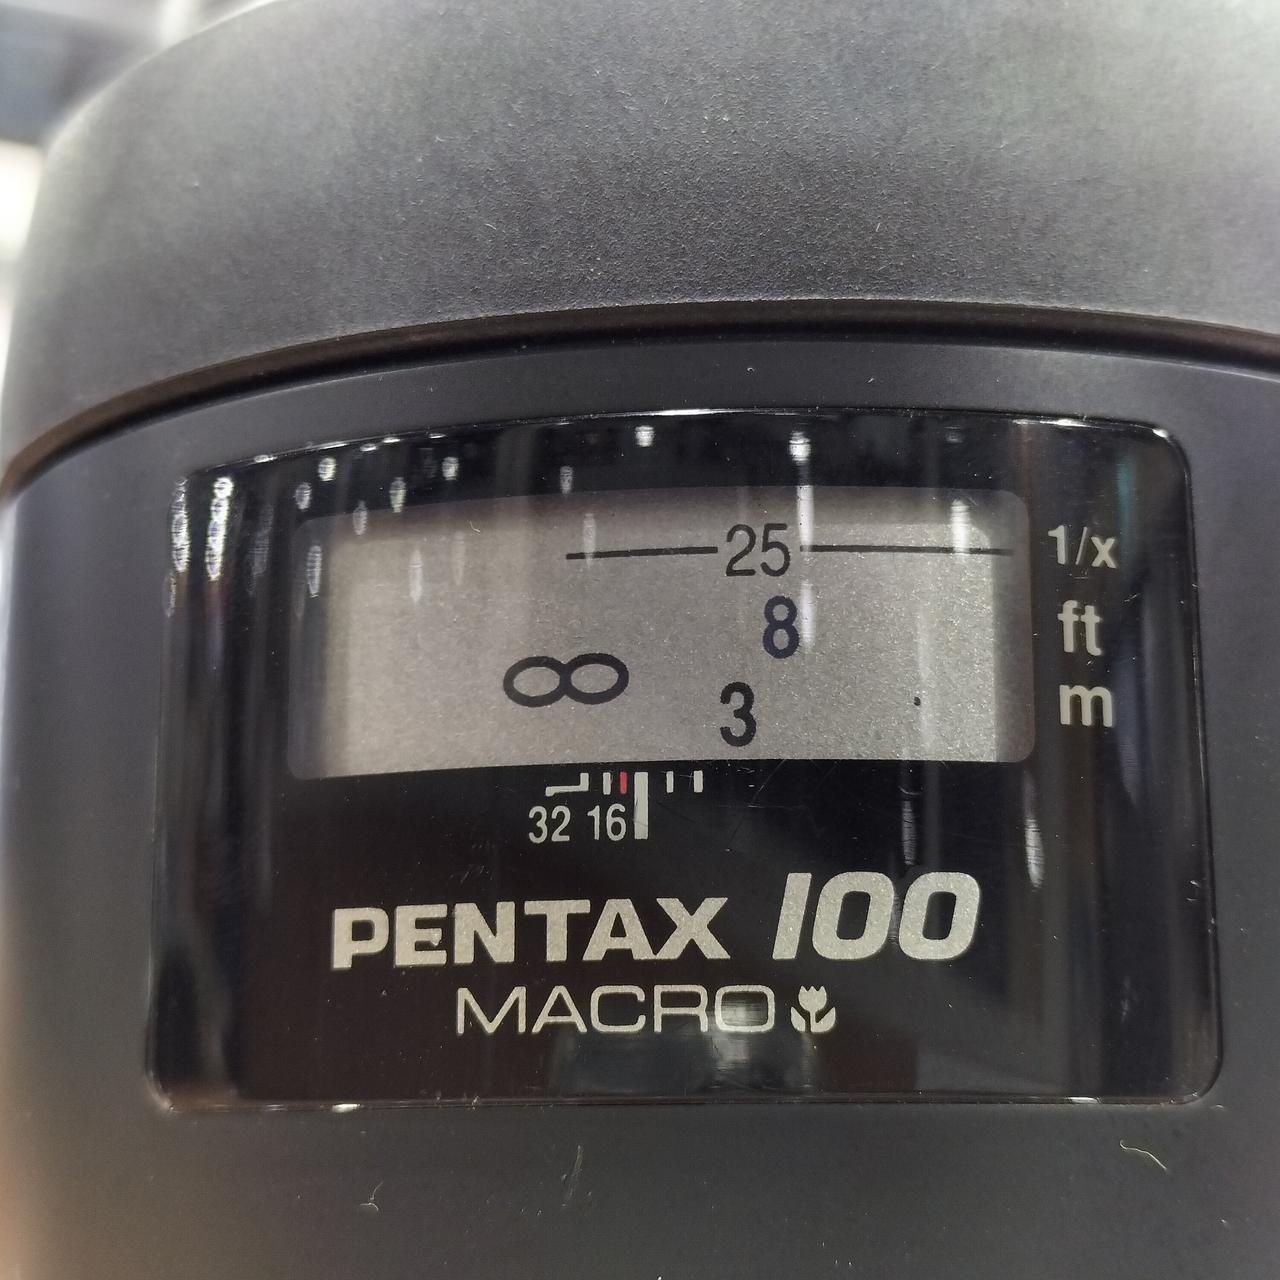 25 1/x
8 ft
∞ 3 m
32 16
PENTAX 100
MACRO